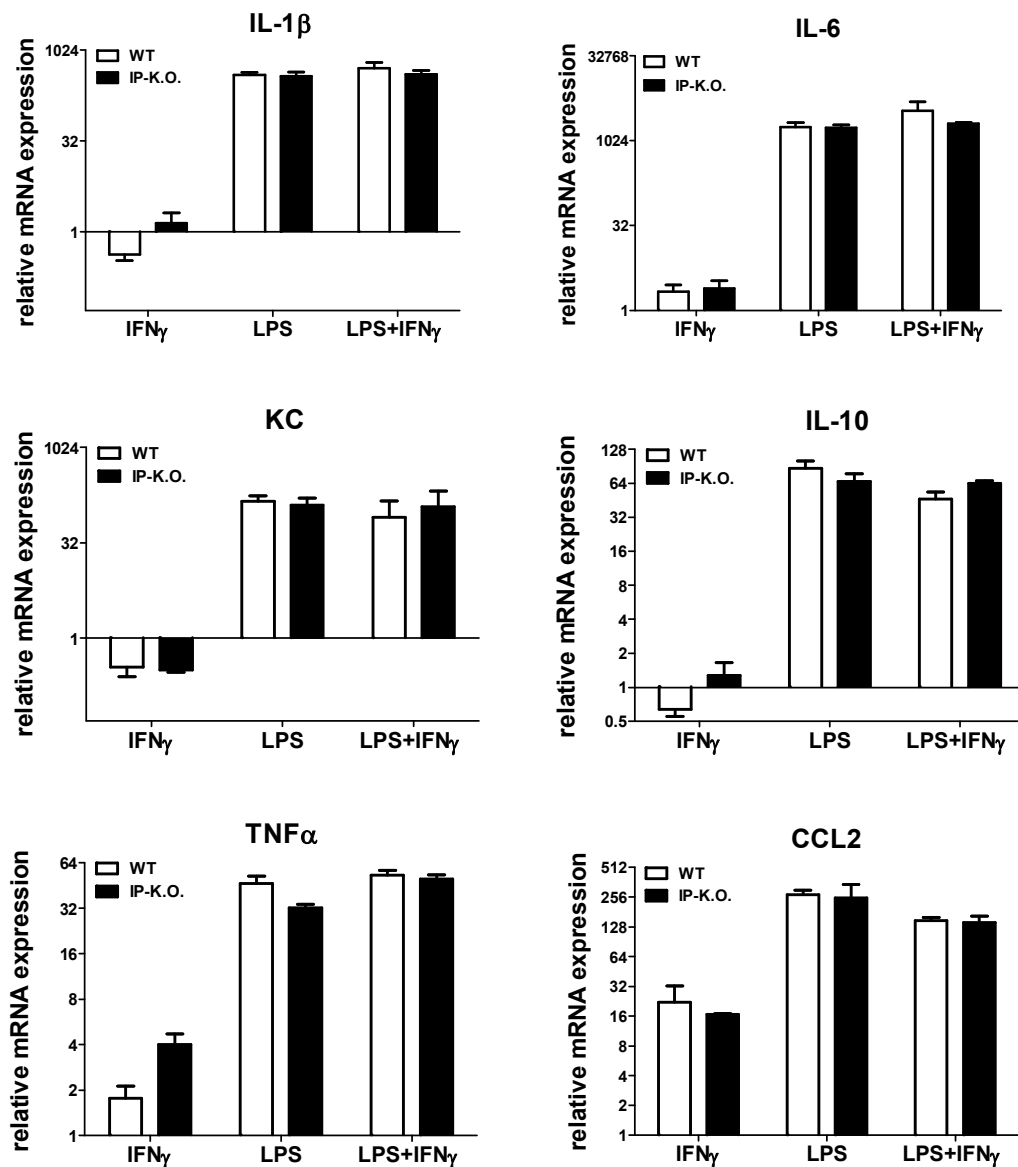 IL-1β
relative mRNA expression
1024
32
1
WT
IP-K.O.
IFNγ LPS LPS+IFNγ
IL-6
relative mRNA expression
32768
1024
32
1
WT
IP-K.O.
IFNγ LPS LPS+IFNγ
KC
relative mRNA expression
1024
32
1
WT
IP-K.O.
IFNγ LPS LPS+IFNγ
IL-10
relative mRNA expression
128
64
32
16
8
4
2
1
0.5
WT
IP-K.O.
IFNγ LPS LPS+IFNγ
TNFα
relative mRNA expression
64
32
16
8
4
2
1
WT
IP-K.O.
IFNγ LPS LPS+IFNγ
CCL2
relative mRNA expression
512
256
128
64
32
16
8
4
2
1
WT
IP-K.O.
IFNγ LPS LPS+IFNγ